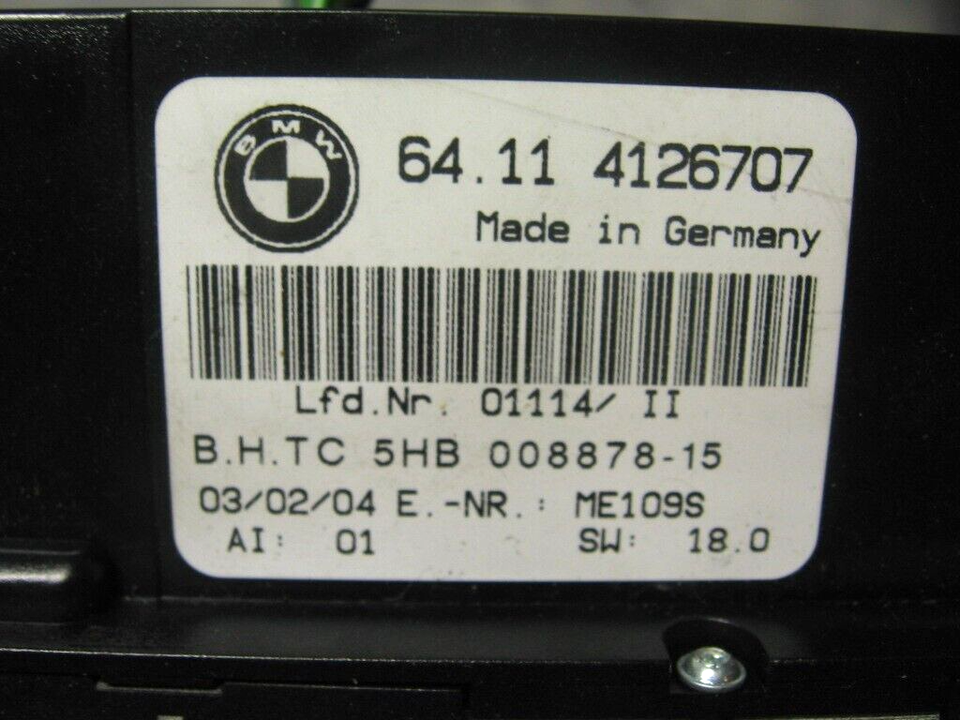 BMW
64.11 4126707
Made in Germany
Lfd.Nr. 01114/ II
B.H.TC 5HB 008878-15
03/02/04 E.-NR.: ME109S
AI: 01 SW: 18.0